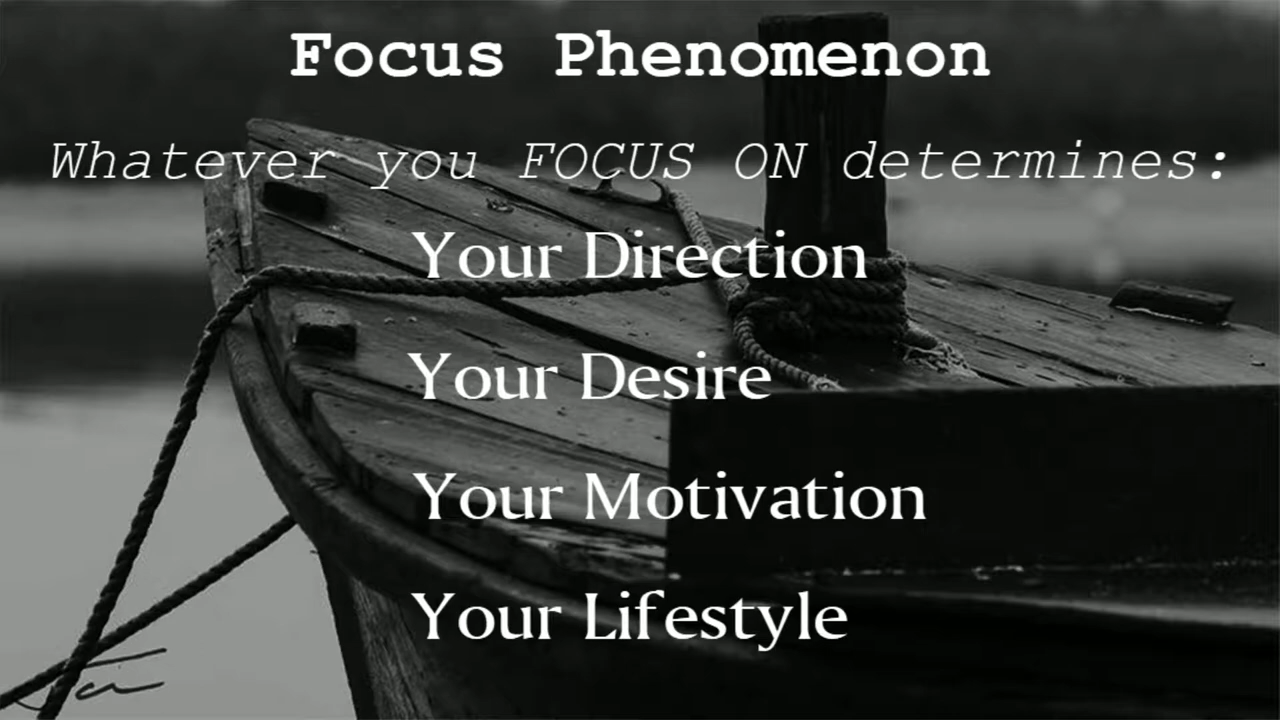 Focus Phenomenon
Whatever you FOCUS ON determines:
Your Direction
Your Desire
Your Motivation
Your Lifestyle